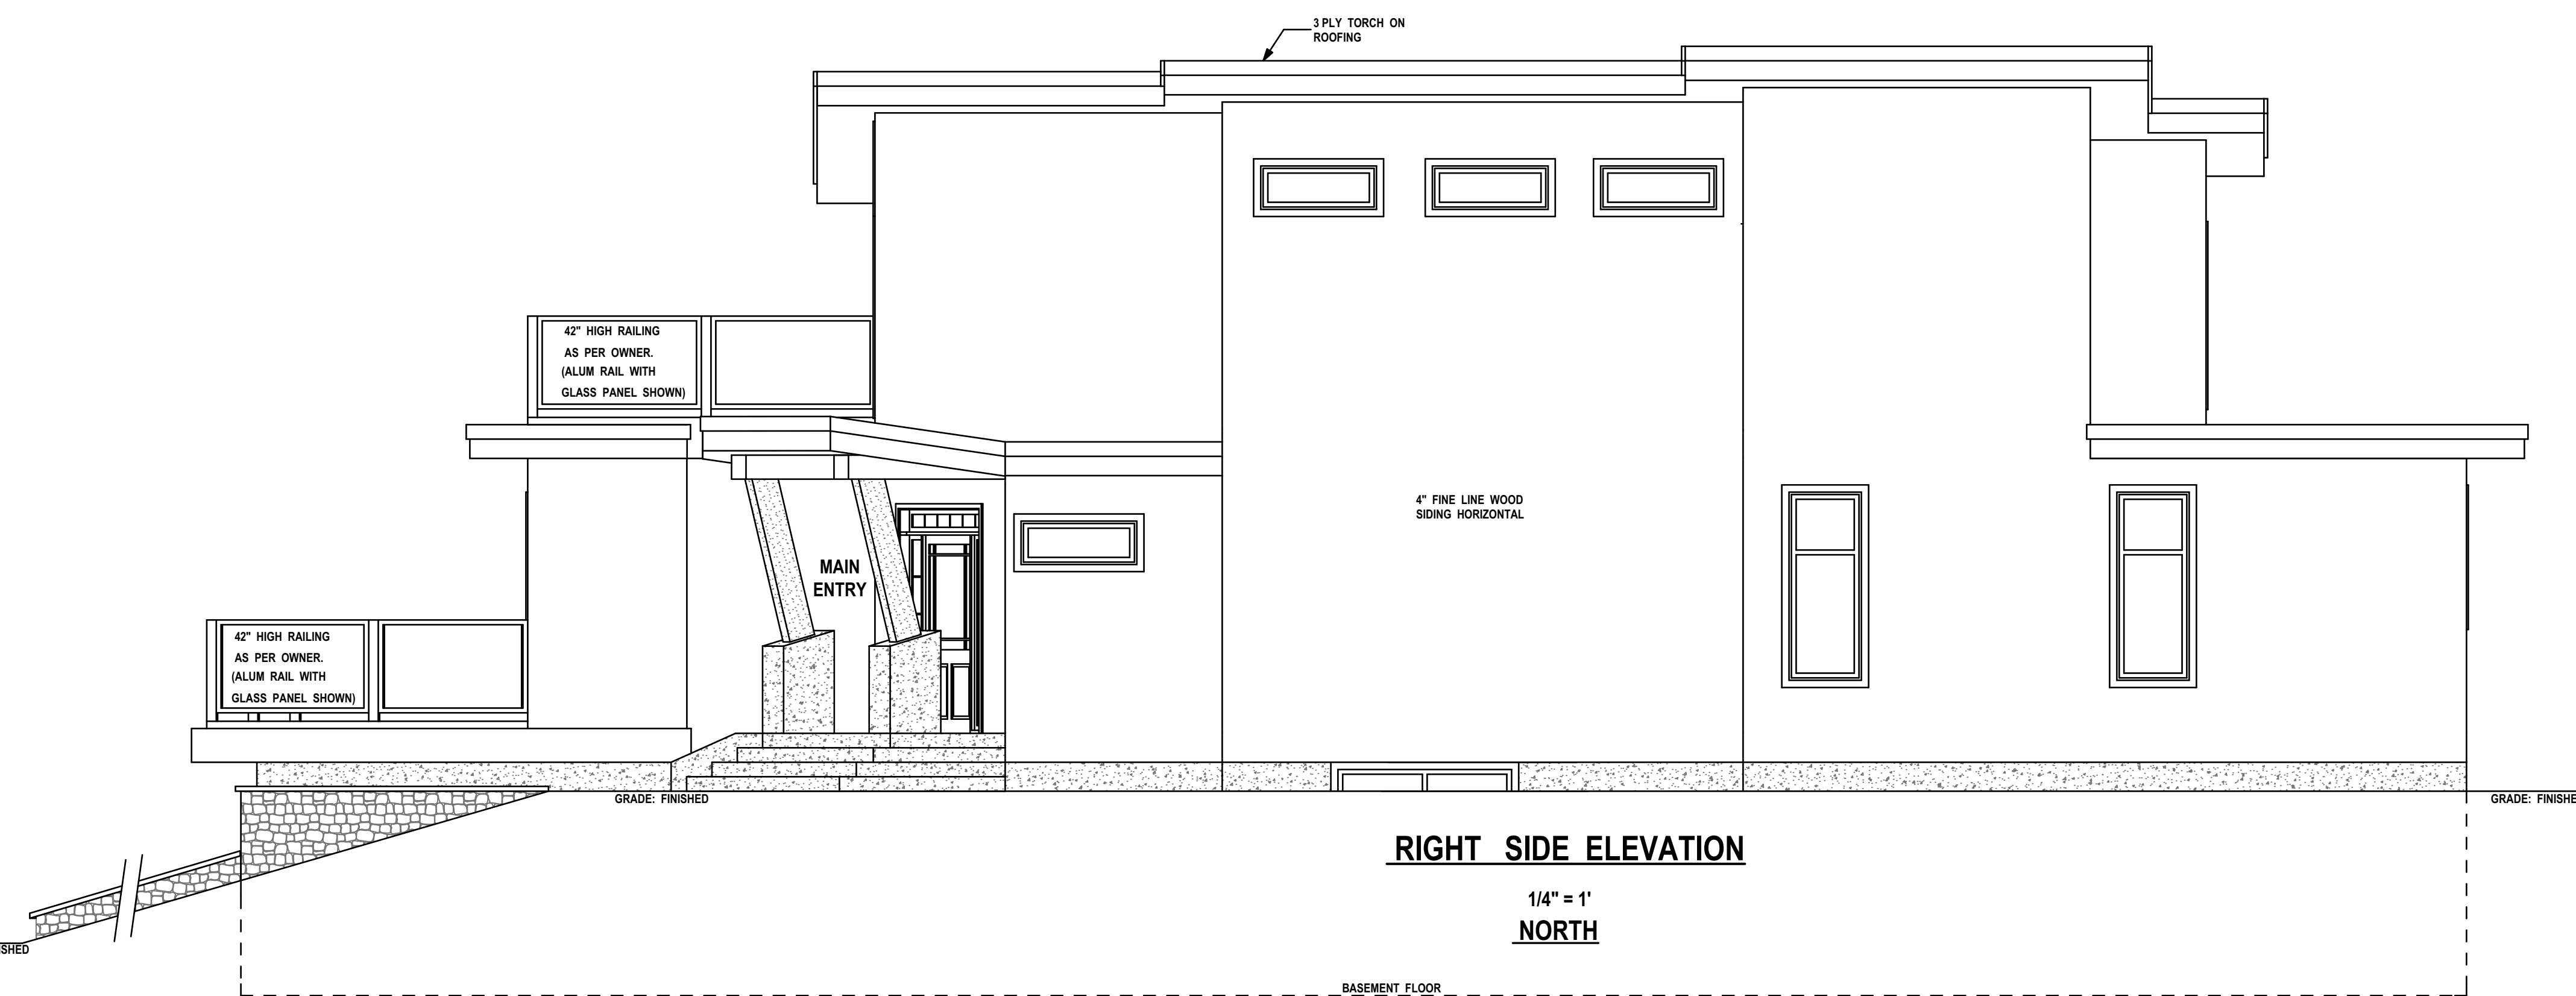 3 PLY TORCH ON
ROOFING
42" HIGH RAILING
AS PER OWNER.
(ALUM RAIL WITH
GLASS PANEL SHOWN)
4" FINE LINE WOOD
SIDING HORIZONTAL
MAIN
ENTRY
42" HIGH RAILING
AS PER OWNER.
(ALUM RAIL WITH
GLASS PANEL SHOWN)
GRADE: FINISHED
GRADE: FINISHE
RIGHT SIDE ELEVATION
1/4" = 1'
NORTH
SHED
BASEMENT FLOOR